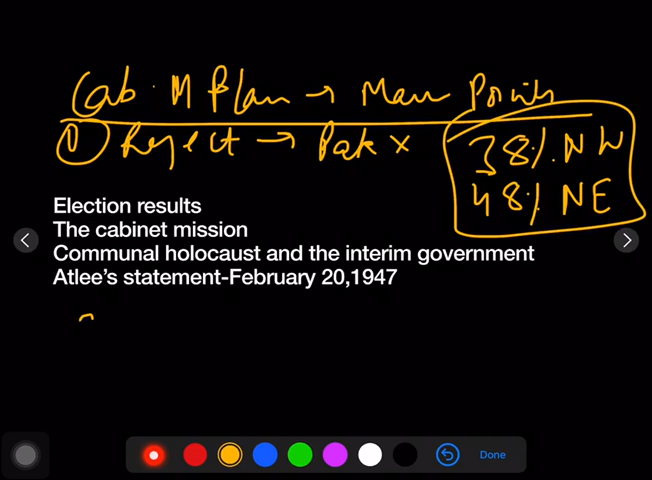 Cab. M Plan → Main Points
① Reject → Pak ×
38%. NW
48% NE
Election results
The cabinet mission
Communal holocaust and the interim government
Atlee's statement-February 20,1947
Done